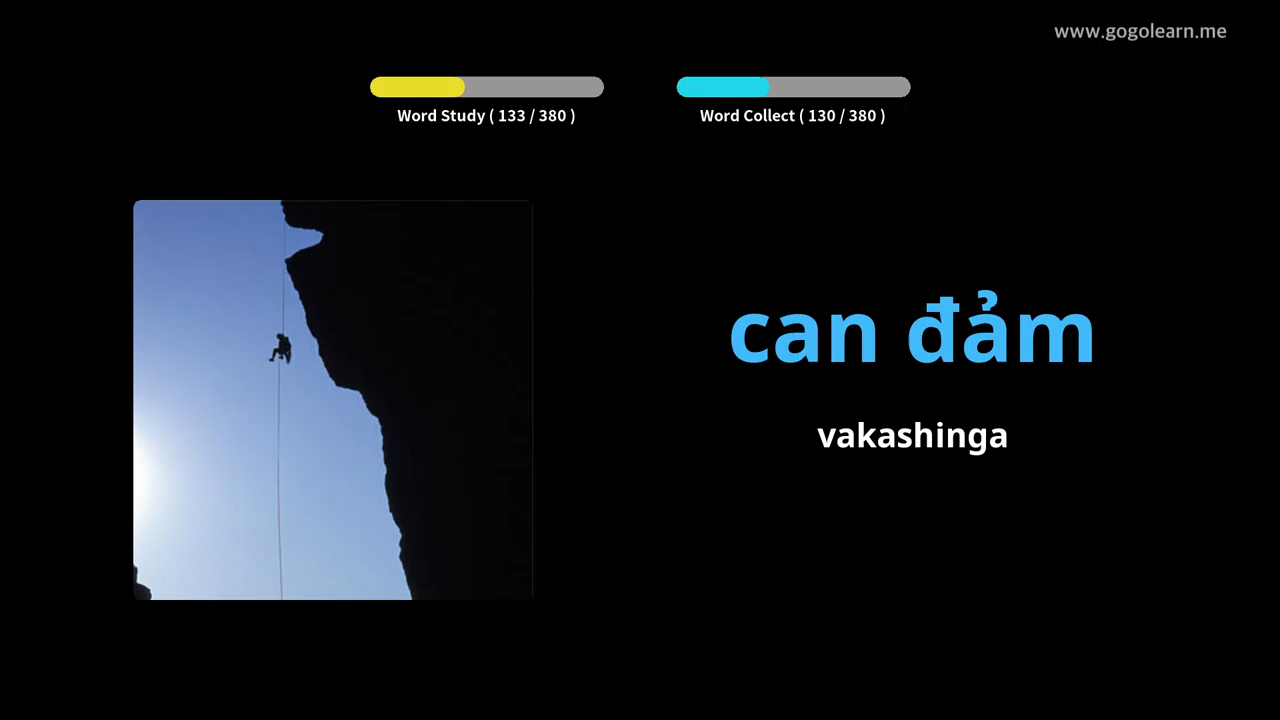 www.gogolearn.me
Word Study ( 133 / 380 )
Word Collect ( 130 / 380 )
can đảm
vakashinga